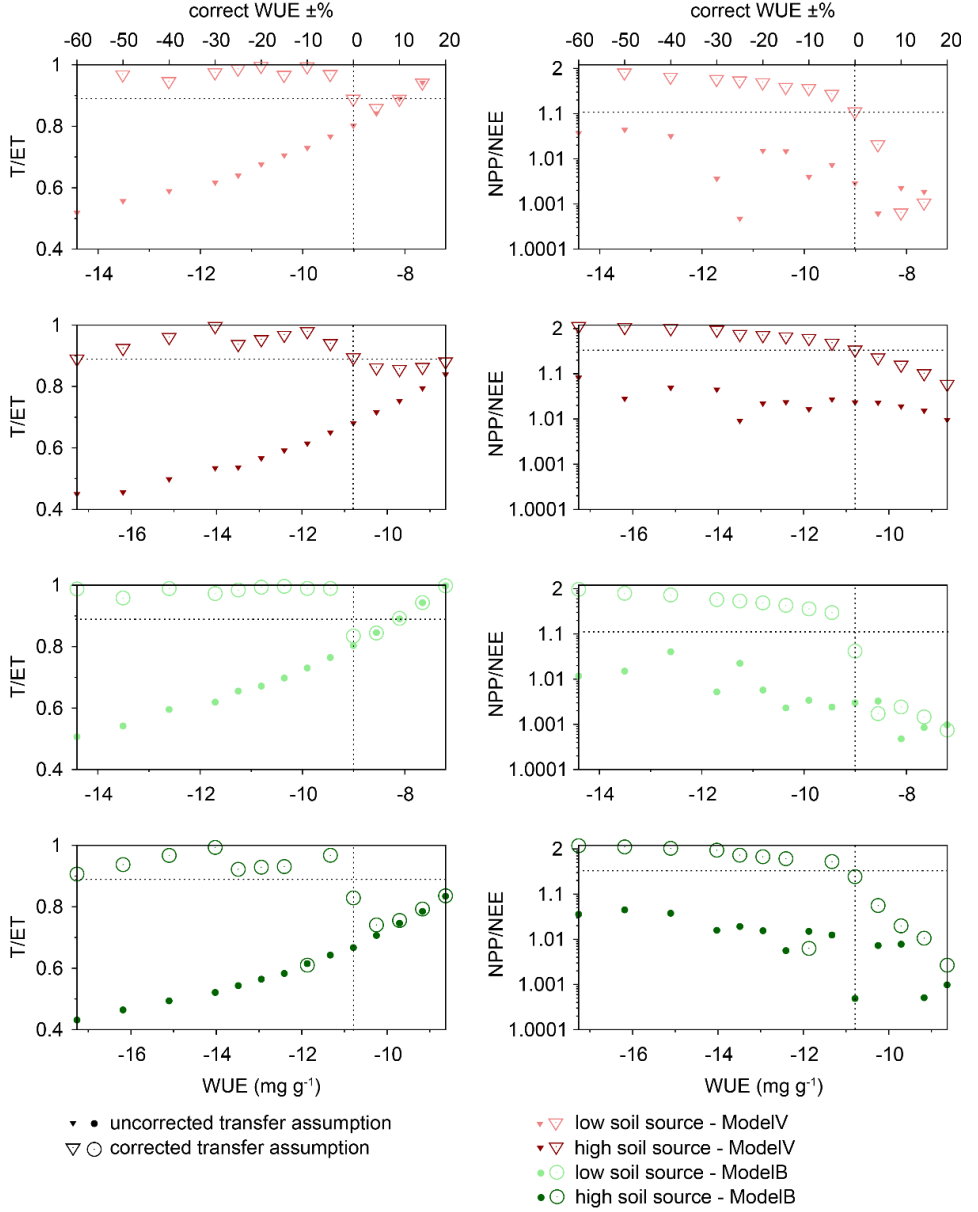 correct WUE ±%
correct WUE ±%
-60 -50 -40 -30 -20 -10 0 10 20
-60 -50 -40 -30 -20 -10 0 10 20
T/ET
1
0.8
0.6
0.4
-14 -12 -10 -8
NPP/NEE
2
1.1
1.01
1.001
1.0001
-14 -12 -10 -8
T/ET
1
0.8
0.6
0.4
-16 -14 -12 -10
NPP/NEE
2
1.1
1.01
1.001
1.0001
-16 -14 -12 -10
T/ET
1
0.8
0.6
0.4
-14 -12 -10 -8
NPP/NEE
2
1.1
1.01
1.001
1.0001
-14 -12 -10 -8
T/ET
1
0.8
0.6
0.4
-16 -14 -12 -10
WUE (mg g⁻¹)
NPP/NEE
2
1.1
1.01
1.001
1.0001
-16 -14 -12 -10
WUE (mg g⁻¹)
uncorrected transfer assumption
corrected transfer assumption
low soil source - ModelV
high soil source - ModelV
low soil source - ModelB
high soil source - ModelB